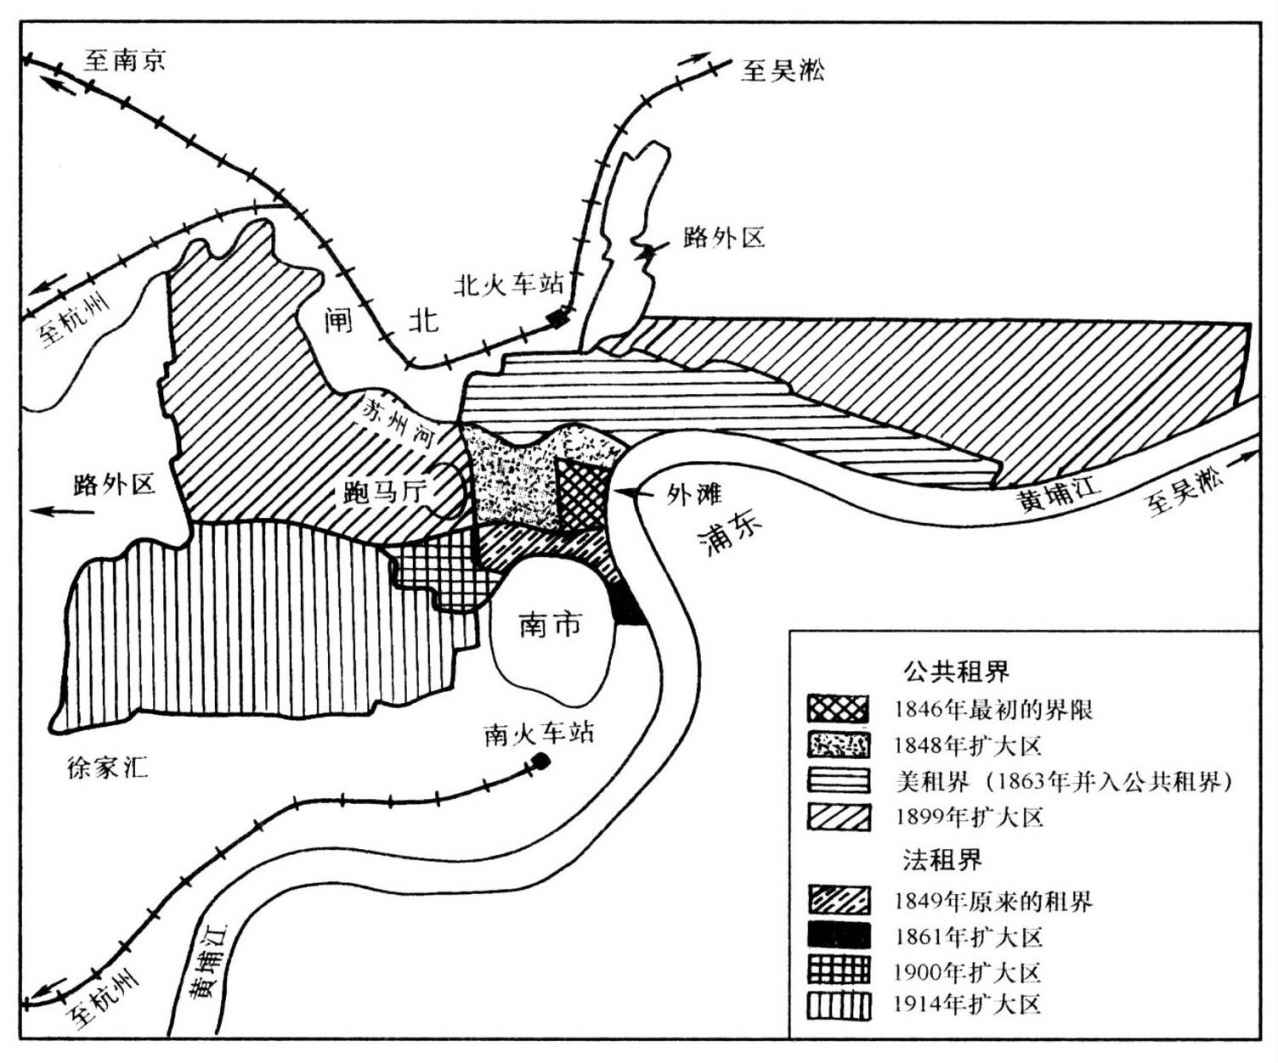 至南京
至吴淞
路外区
北火车站
至杭州
闸北
苏州河
路外区
跑马厅
外滩
黄埔江
至吴淞
浦东
南市
南火车站
徐家汇
黄埔江
至杭州
公共租界
1846年最初的界限
1848年扩大区
美租界（1863年并入公共租界）
1899年扩大区
法租界
1849年原来的租界
1861年扩大区
1900年扩大区
1914年扩大区